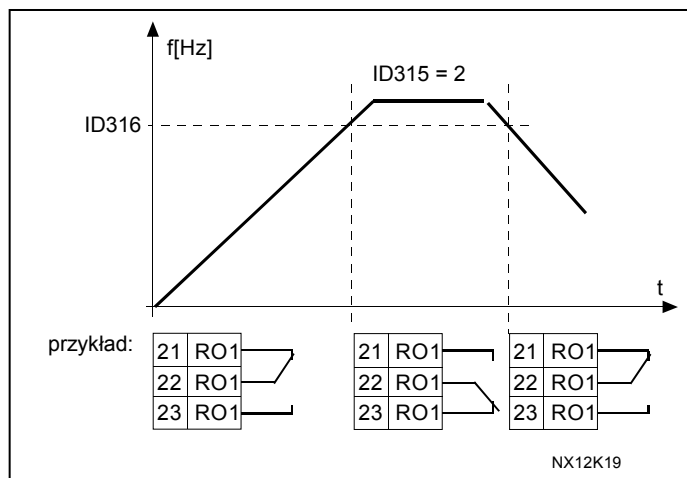 f[Hz]
ID315 = 2
ID316
t
przykład:
21 RO1
22 RO1
23 RO1
21 RO1
22 RO1
23 RO1
21 RO1
22 RO1
23 RO1
NX12K19